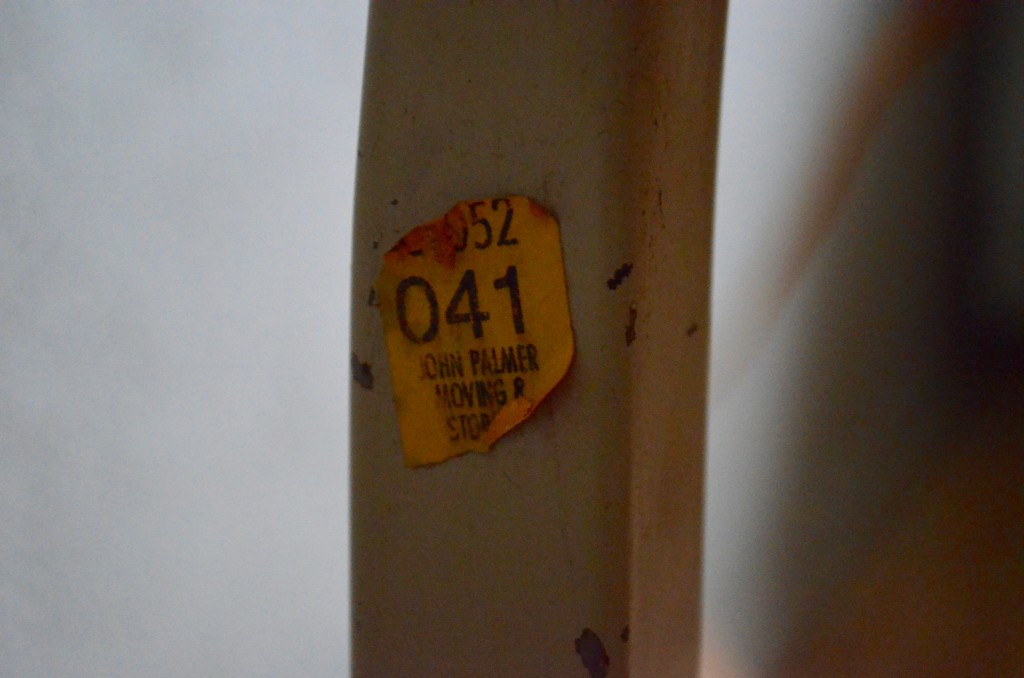 052
041
JOHN PALMER
MOVING &
STOR